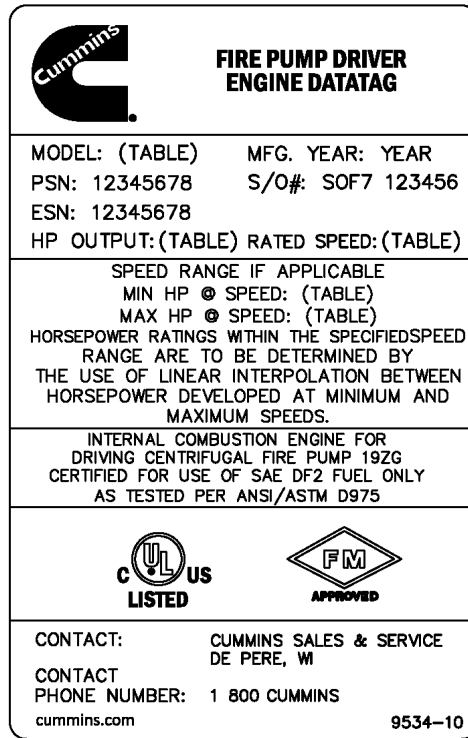 Cummins
FIRE PUMP DRIVER
ENGINE DATATAG
MODEL: (TABLE) MFG. YEAR: YEAR
PSN: 12345678 S/O#: SOF7 123456
ESN: 12345678
HP OUTPUT: (TABLE) RATED SPEED: (TABLE)
SPEED RANGE IF APPLICABLE
MIN HP @ SPEED: (TABLE)
MAX HP @ SPEED: (TABLE)
HORSEPOWER RATINGS WITHIN THE SPECIFIEDSPEED
RANGE ARE TO BE DETERMINED BY
THE USE OF LINEAR INTERPOLATION BETWEEN
HORSEPOWER DEVELOPED AT MINIMUM AND
MAXIMUM SPEEDS.
INTERNAL COMBUSTION ENGINE FOR
DRIVING CENTRIFUGAL FIRE PUMP 19ZG
CERTIFIED FOR USE OF SAE DF2 FUEL ONLY
AS TESTED PER ANSI/ASTM D975
C UL US
LISTED
FM
APPROVED
CONTACT: CUMMINS SALES & SERVICE
DE PERE, WI
CONTACT
PHONE NUMBER: 1 800 CUMMINS
cummins.com 9534-10